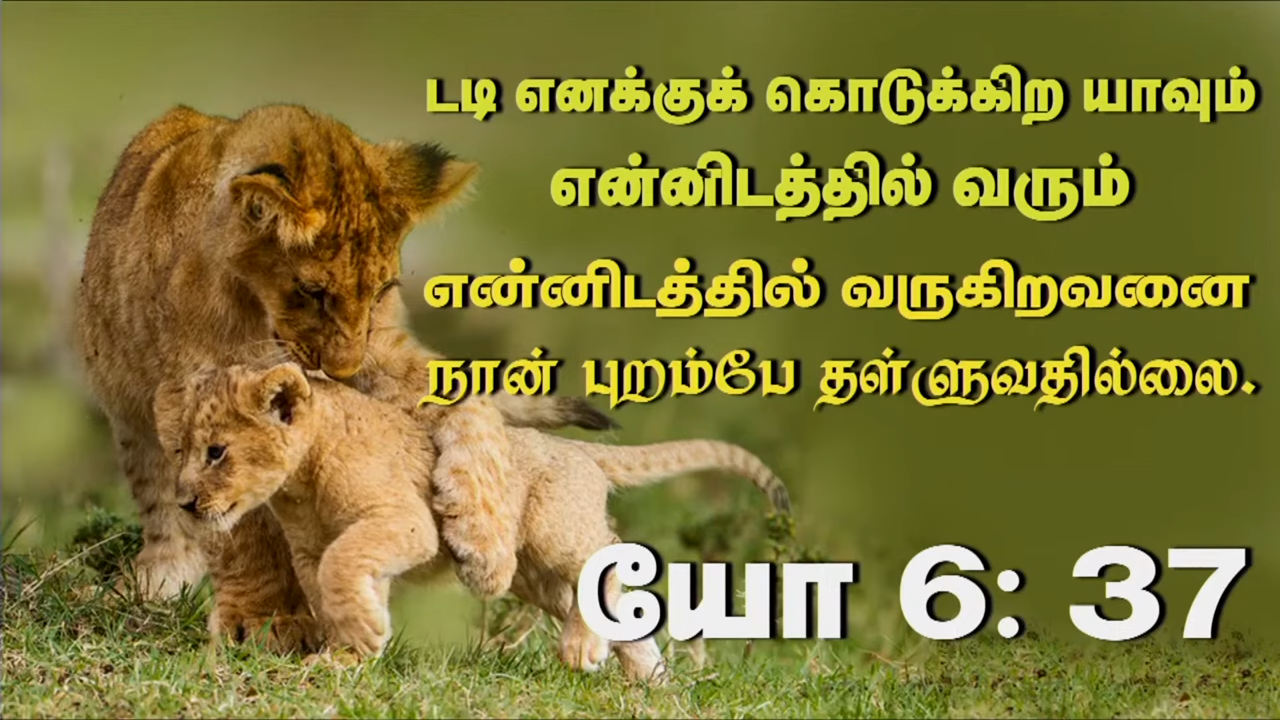 டடி எனக்குக் கொடுக்கிற யாவும்
என்னிடத்தில் வரும்
என்னிடத்தில் வருகிறவனை
நான் புறம்பே தள்ளுவதில்லை.
யோ 6: 37